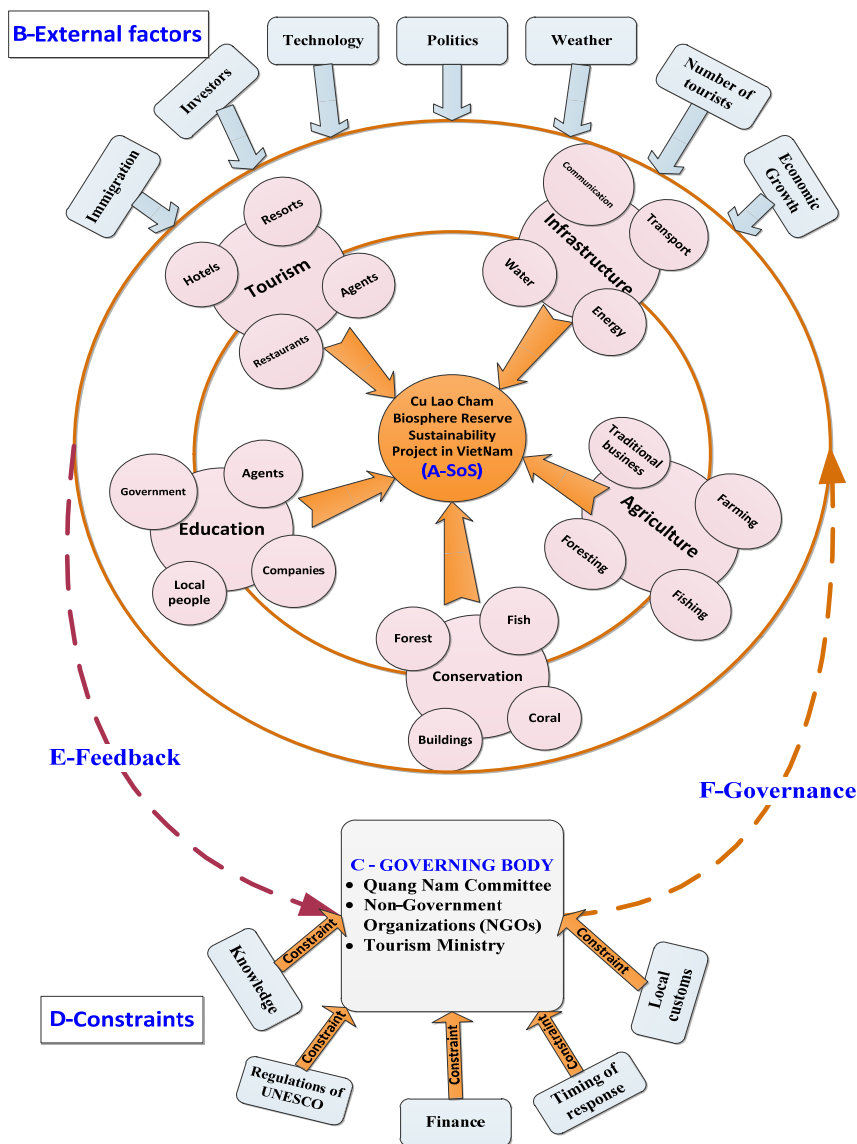 B-External factors
Technology
Politics
Weather
Investors
Number of
tourists
Immigration
Economic
Growth
Resorts
Hotels
Tourism
Agents
Restaurants
Communication
Transport
Infrastructure
Water
Energy
Cu Lao Cham
Biosphere Reserve
Sustainability
Project in VietNam
(A-SoS)
Traditional
business
Farming
Agriculture
Foresting
Fishing
Agents
Government
Education
Companies
Local
people
Fish
Forest
Conservation
Coral
Buildings
E-Feedback
F-Governance
C - GOVERNING BODY
• Quang Nam Committee
• Non-Government
Organizations (NGOs)
• Tourism Ministry
Constraint
Constraint
Constraint
Constraint
Constraint
Knowledge
Local
customs
D-Constraints
Regulations of
UNESCO
Finance
Timing of
response